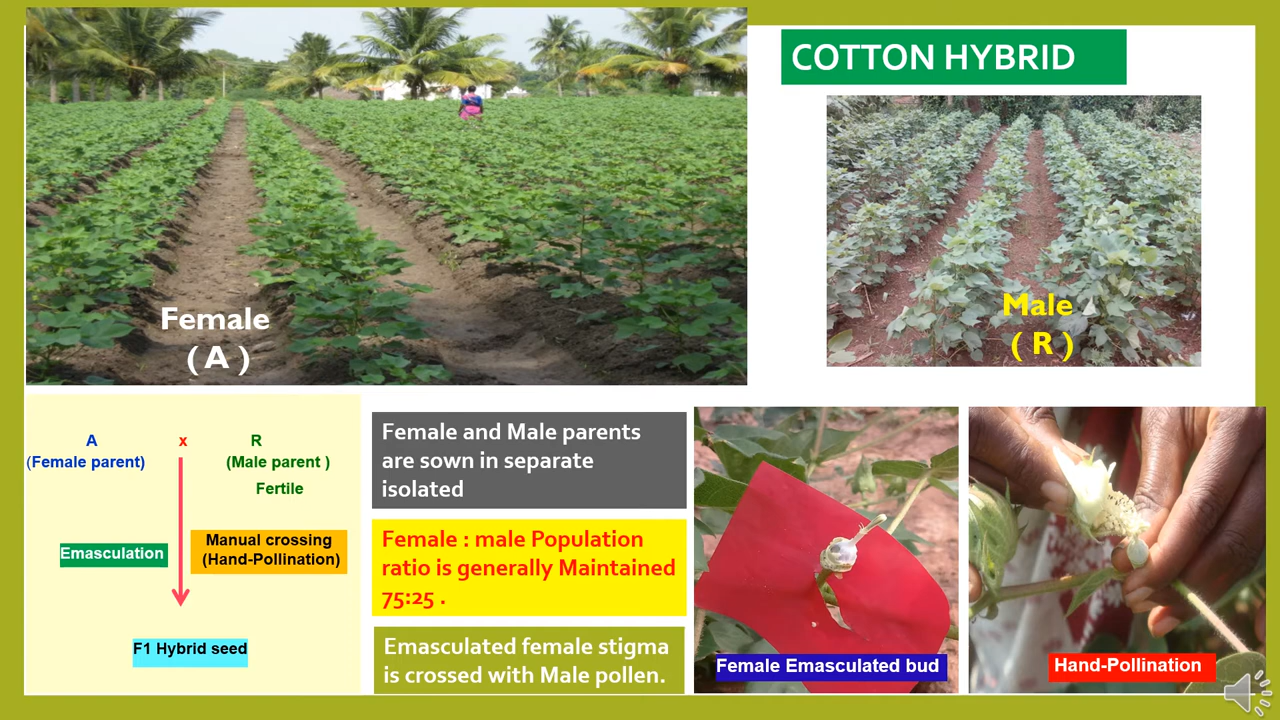 COTTON HYBRID
Female
( A )
Male
( R )
A x R
(Female parent) (Male parent )
Fertile
Emasculation
Manual crossing
(Hand-Pollination)
F1 Hybrid seed
Female and Male parents
are sown in separate
isolated
Female : male Population
ratio is generally Maintained
75:25 .
Emasculated female stigma
is crossed with Male pollen.
Female Emasculated bud
Hand-Pollination